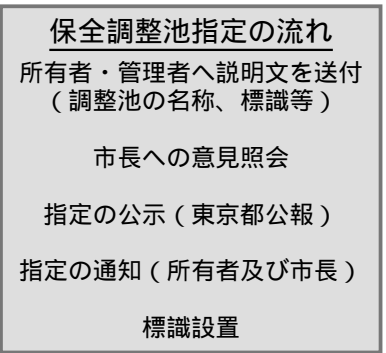 保全調整池指定の流れ
所有者・管理者へ説明文を送付
（調整池の名称、標識等）
市長への意見照会
指定の公示（東京都公報）
指定の通知（所有者及び市長）
標識設置